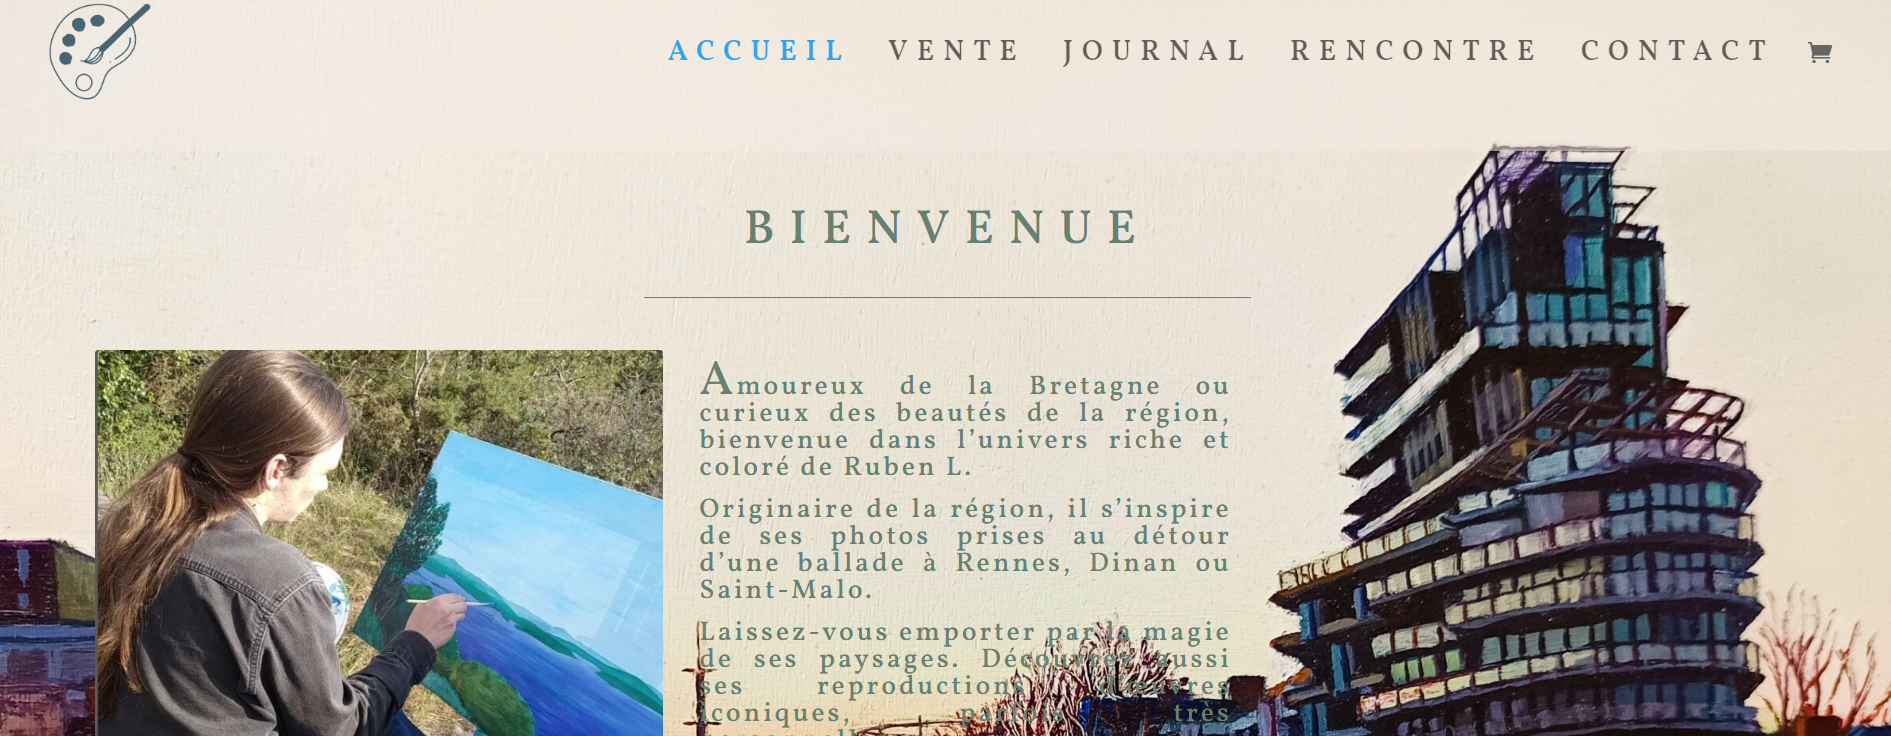 ACCUEIL VENTE JOURNAL RENCONTRE CONTACT
BIENVENUE
Amoureux de la Bretagne ou
curieux des beautés de la région,
bienvenue dans l'univers riche et
coloré de Ruben L.
Originaire de la région, il s'inspire
de ses photos prises au détour
d'une ballade à Rennes, Dinan ou
Saint-Malo.
Laissez-vous emporter par la magie
de ses paysages. Découvrez aussi
ses reproductions d'œuvres
iconiques, parfois très